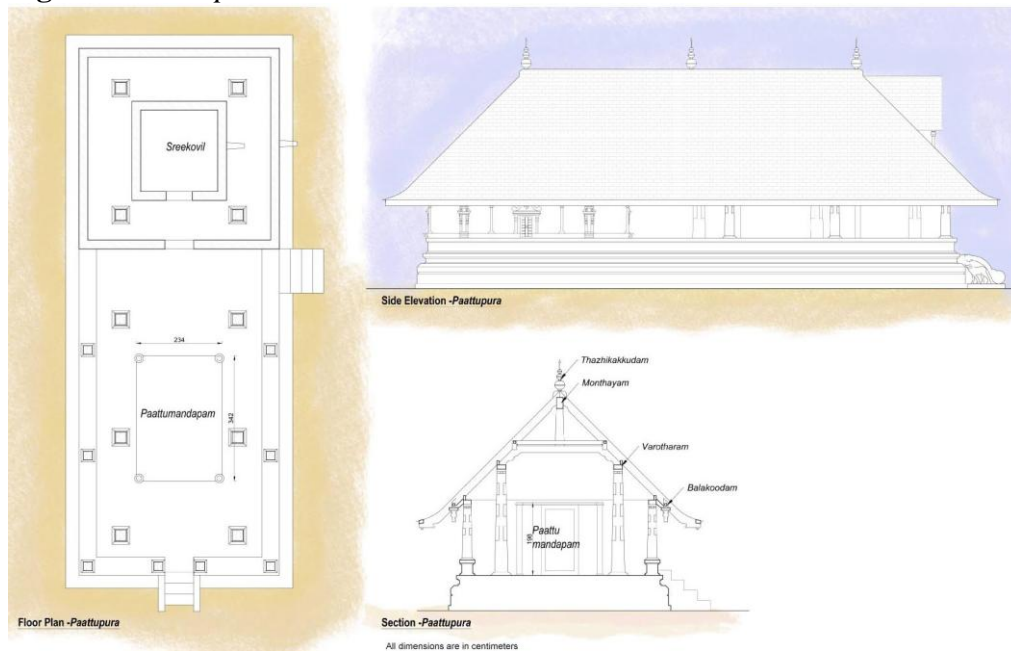 Sreekovil
234
Paattumandapam
342
Floor Plan -Paattupura
Side Elevation -Paattupura
Thazhikakkudam
Monthayam
Varotharam
Balakoodam
Paattu
mandapam
198
Section -Paattupura
All dimensions are in centimeters